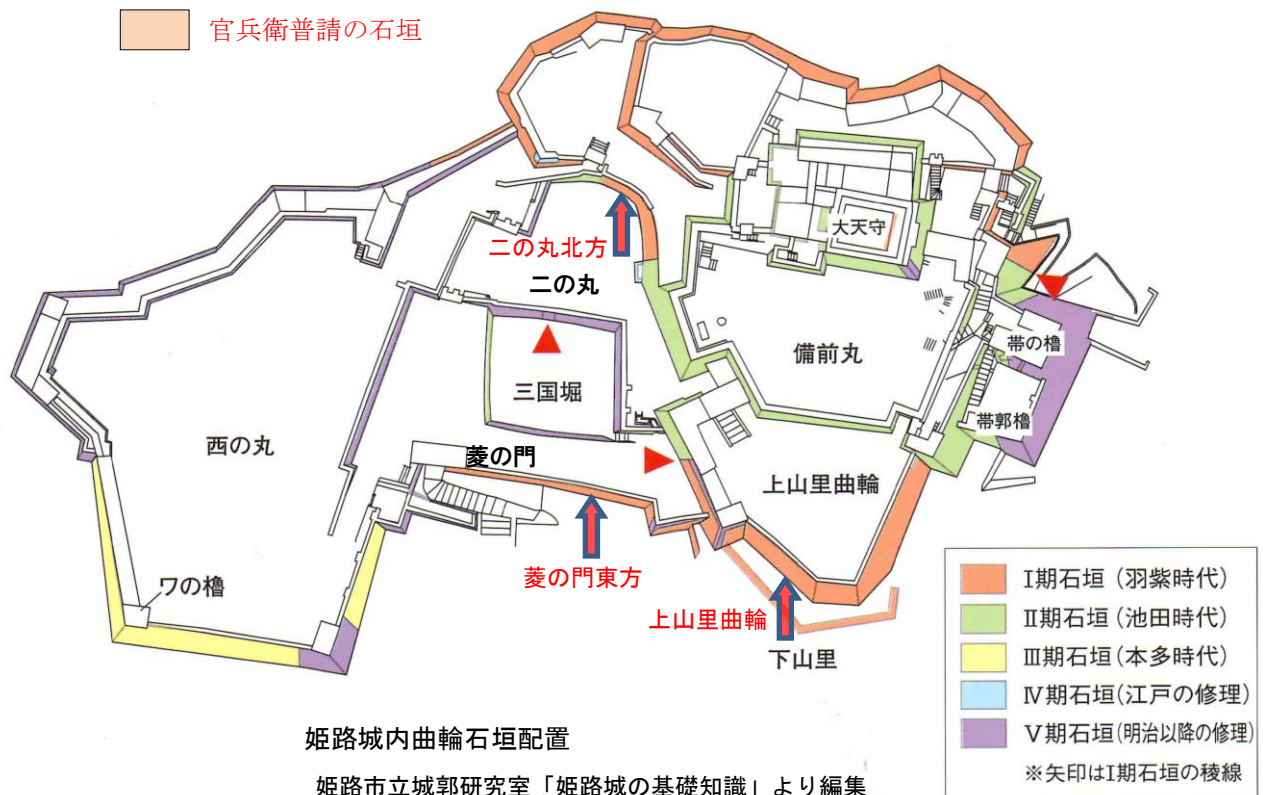 官兵衛普請の石垣
大天守
二の丸北方
二の丸
帯の櫓
備前丸
三国堀
帯郭櫓
西の丸
菱の門
上山里曲輪
菱の門東方
ワの櫓
上山里曲輪
下山里
Ⅰ期石垣(羽紫時代)
Ⅱ期石垣(池田時代)
Ⅲ期石垣(本多時代)
Ⅳ期石垣(江戸の修理)
Ⅴ期石垣(明治以降の修理)
※矢印はⅠ期石垣の稜線
姫路城内曲輪石垣配置
姫路市立城郭研究室「姫路城の基礎知識」より編集